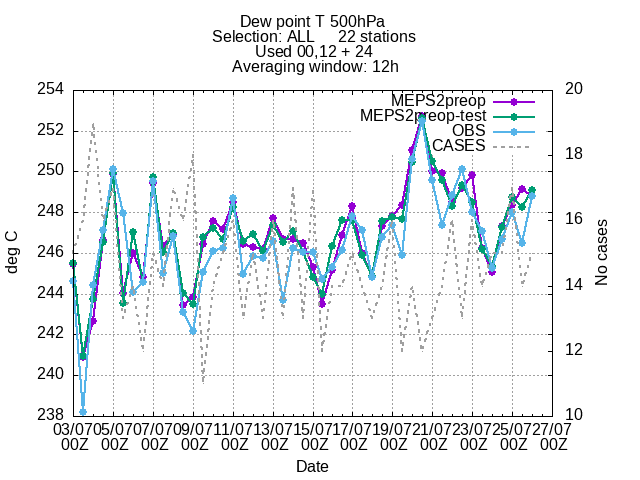 Dew point T 500hPa
Selection: ALL 22 stations
Used 00,12 + 24
Averaging window: 12h
254 20
MEPS2preop
MEPS2preop-test
OBS
CASES
252
250 18
248
246 16
244 14
242
240 12
238 10
deg C
No cases
03/07 05/07 07/07 09/07 11/07 13/07 15/07 17/07 19/07 21/07 23/07 25/07 27/07
00Z 00Z 00Z 00Z 00Z 00Z 00Z 00Z 00Z 00Z 00Z 00Z 00Z
Date